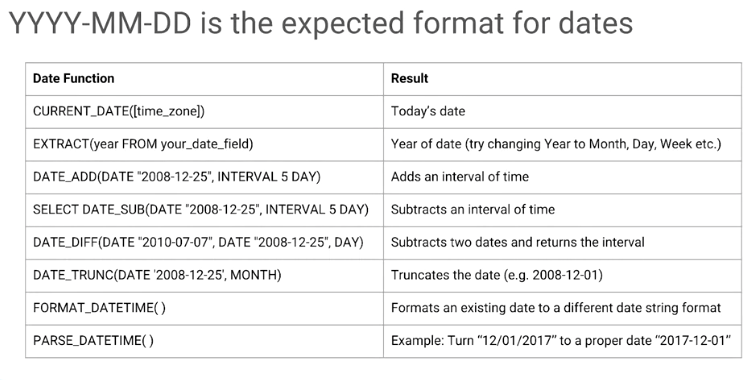 YYYY-MM-DD is the expected format for dates
Date Function Result
CURRENT_DATE([time_zone]) Today's date
EXTRACT(year FROM your_date_field) Year of date (try changing Year to Month, Day, Week etc.)
DATE_ADD(DATE "2008-12-25", INTERVAL 5 DAY) Adds an interval of time
SELECT DATE_SUB(DATE "2008-12-25", INTERVAL 5 DAY) Subtracts an interval of time
DATE_DIFF(DATE "2010-07-07", DATE "2008-12-25", DAY) Subtracts two dates and returns the interval
DATE_TRUNC(DATE '2008-12-25', MONTH) Truncates the date (e.g. 2008-12-01)
FORMAT_DATETIME( ) Formats an existing date to a different date string format
PARSE_DATETIME( ) Example: Turn “12/01/2017” to a proper date “2017-12-01”